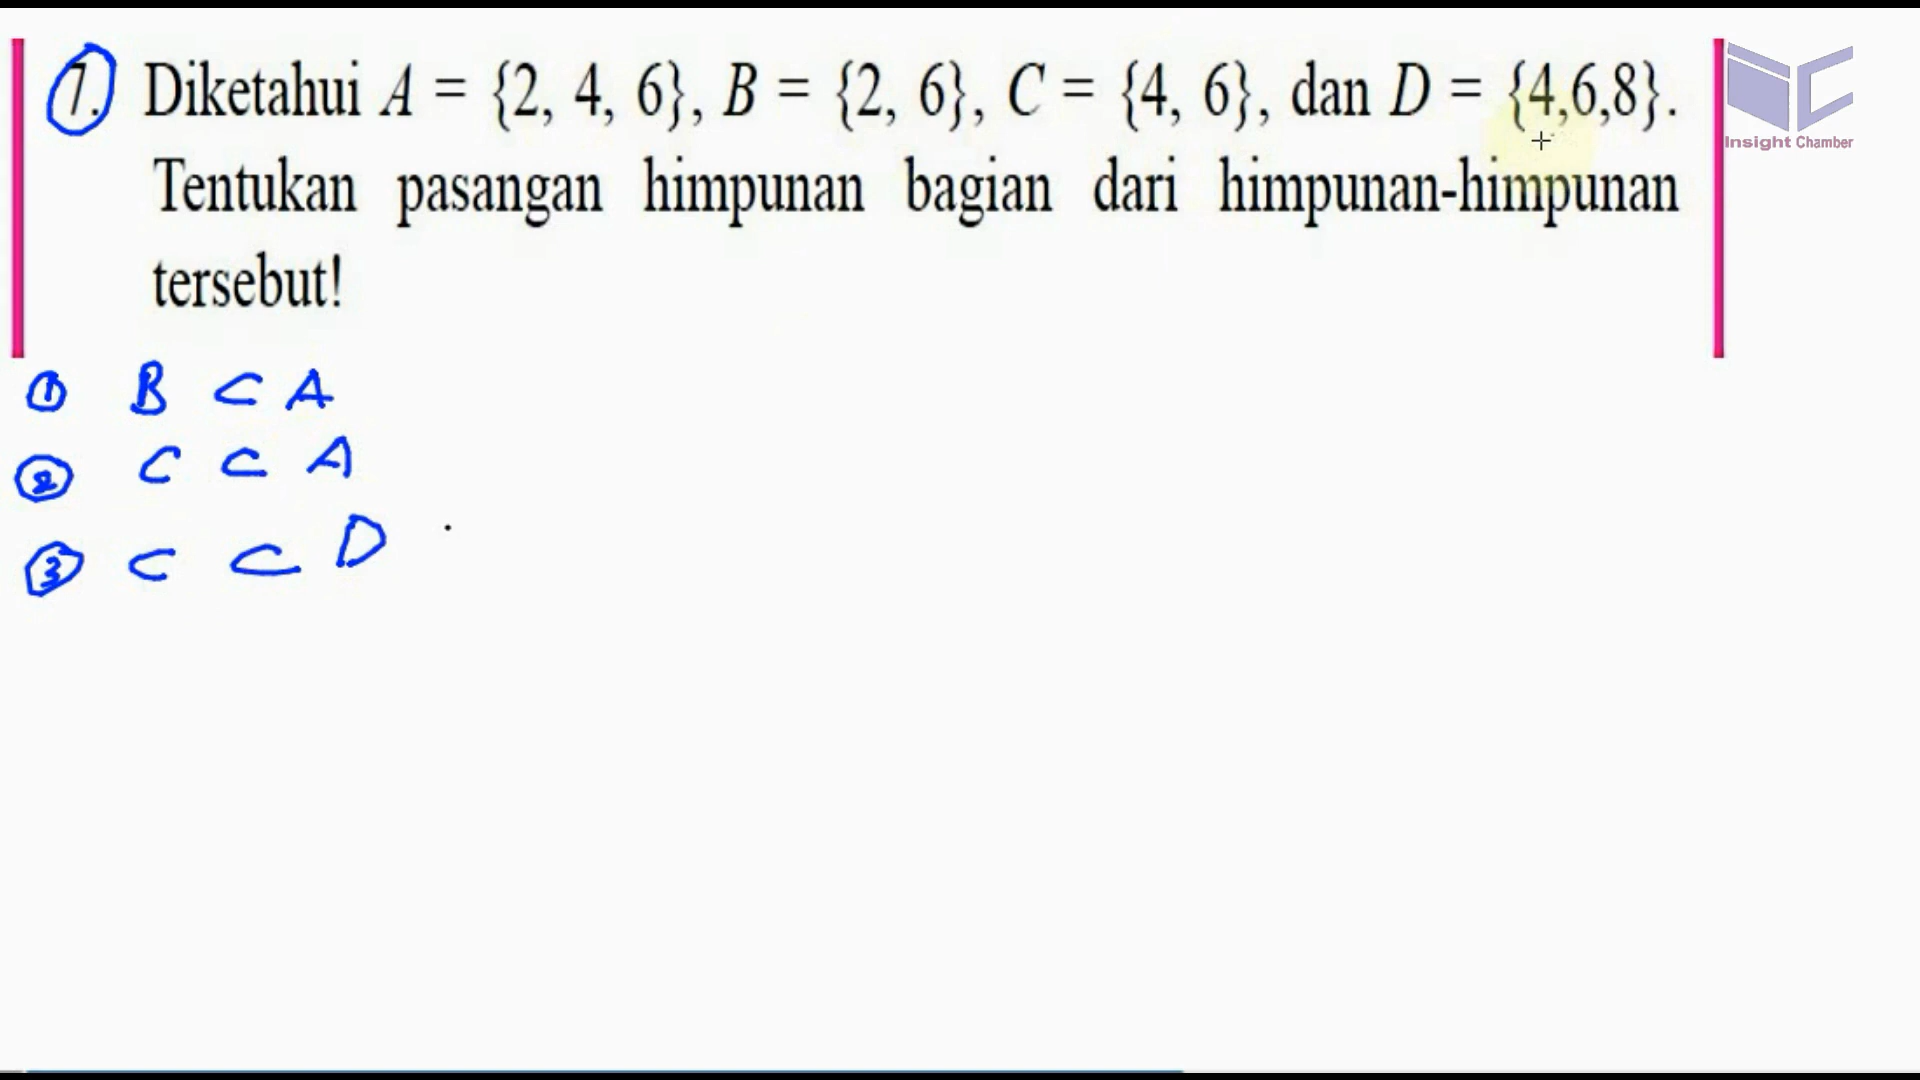 7. Diketahui A = {2, 4, 6}, B = {2, 6}, C = {4, 6}, dan D = {4,6,8}.
Tentukan pasangan himpunan bagian dari himpunan-himpunan
tersebut!
Insight Chamber
① B ⊂ A
② C ⊂ A
③ C ⊂ D